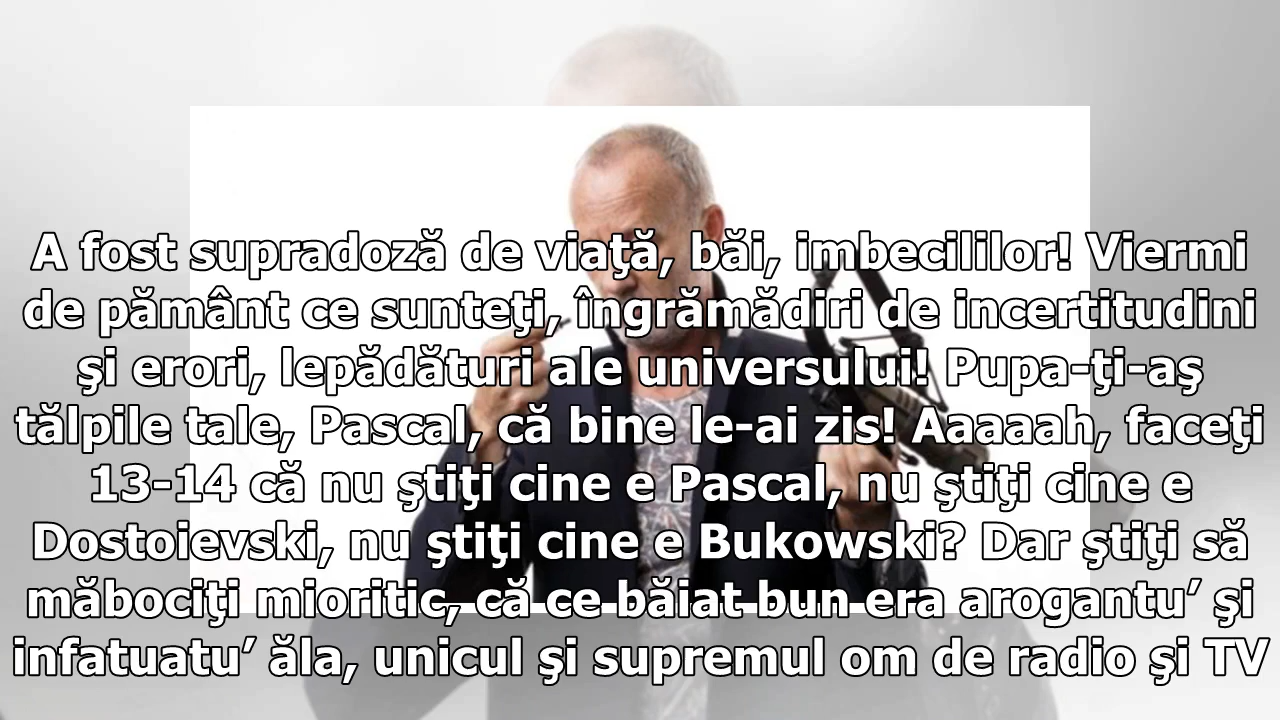 A fost supradoză de viaţă, băi, imbecililor! Viermi
de pământ ce sunteţi, îngrămădiri de incertitudini
şi erori, lepădături ale universului! Pupa-ţi-aş
tălpile tale, Pascal, că bine le-ai zis! Aaaaah, faceţi
13-14 că nu ştiţi cine e Pascal, nu ştiţi cine e
Dostoievski, nu ştiţi cine e Bukowski? Dar ştiţi să
măbociţi mioritic, că ce băiat bun era arogantu’ şi
infatuatu’ ăla, unicul şi supremul om de radio şi TV